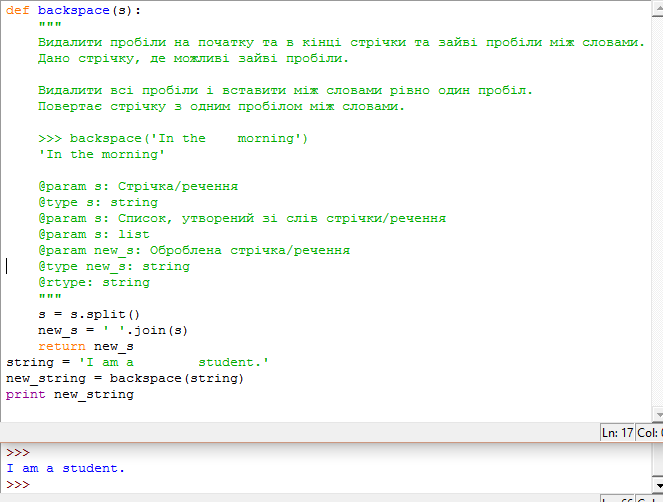 def backspace(s):
    """
    Видалити пробіли на початку та в кінці стрічки та зайві пробіли між словами.
    Дано стрічку, де можливі зайві пробіли.

    Видалити всі пробіли і вставити між словами рівно один пробіл.
    Повертає стрічку з одним пробілом між словами.

    >>> backspace('In the    morning')
    'In the morning'

    @param s: Стрічка/речення
    @type s: string
    @param s: Список, утворений зі слів стрічки/речення
    @param s: list
    @param new_s: Оброблена стрічка/речення
    @type new_s: string
    @rtype: string
    """
    s = s.split()
    new_s = ' '.join(s)
    return new_s
string = 'I am a        student.'
new_string = backspace(string)
print new_string
Ln: 17 Col:
>>>
I am a student.
>>>